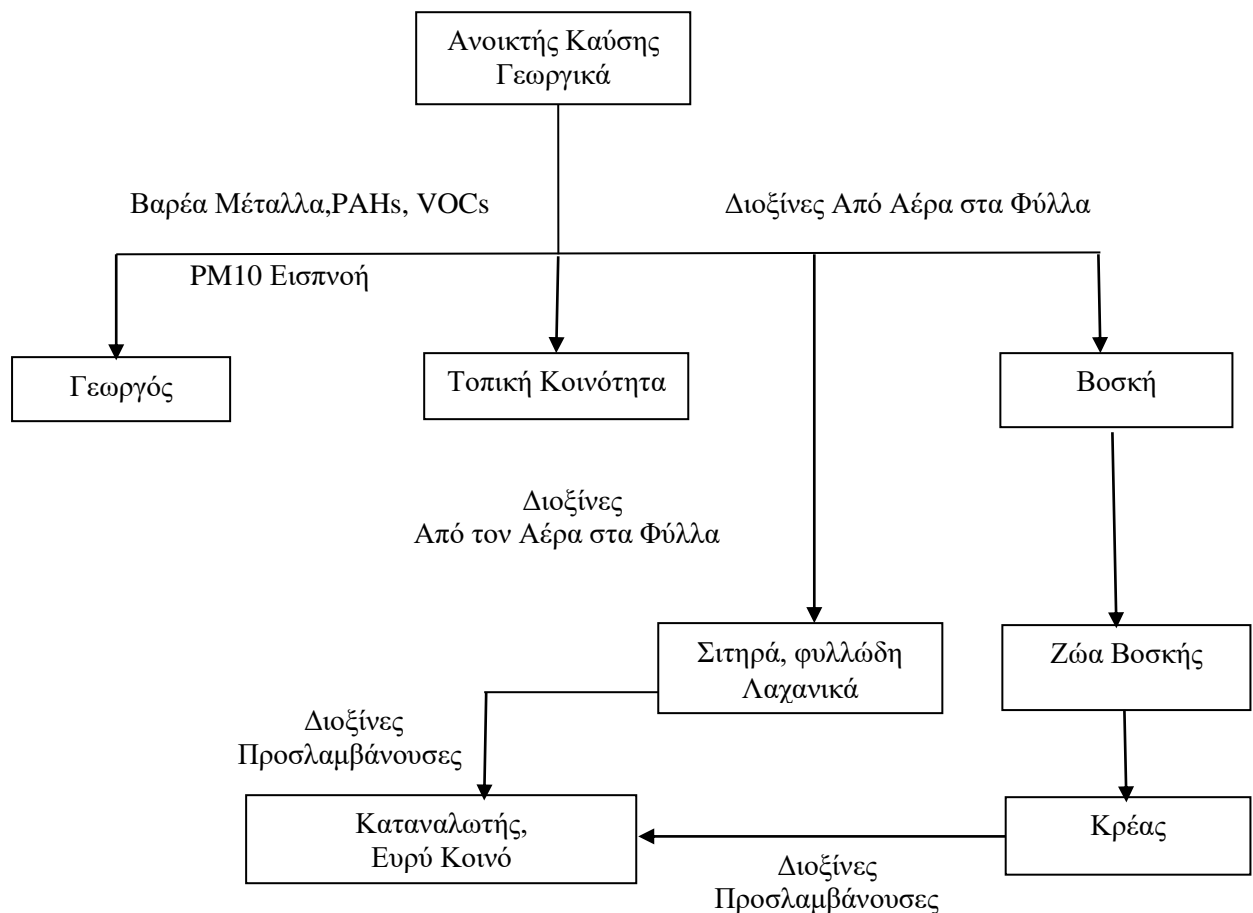 Ανοικτής Καύσης
Γεωργικά
Βαρέα Μέταλλα,PAHs, VOCs
Διοξίνες Από Αέρα στα Φύλλα
PM10 Εισπνοή
Γεωργός
Τοπική Κοινότητα
Βοσκή
Διοξίνες
Από τον Αέρα στα Φύλλα
Σιτηρά, φυλλώδη
Λαχανικά
Ζώα Βοσκής
Διοξίνες
Προσλαμβάνουσες
Καταναλωτής,
Ευρύ Κοινό
Κρέας
Διοξίνες
Προσλαμβάνουσες